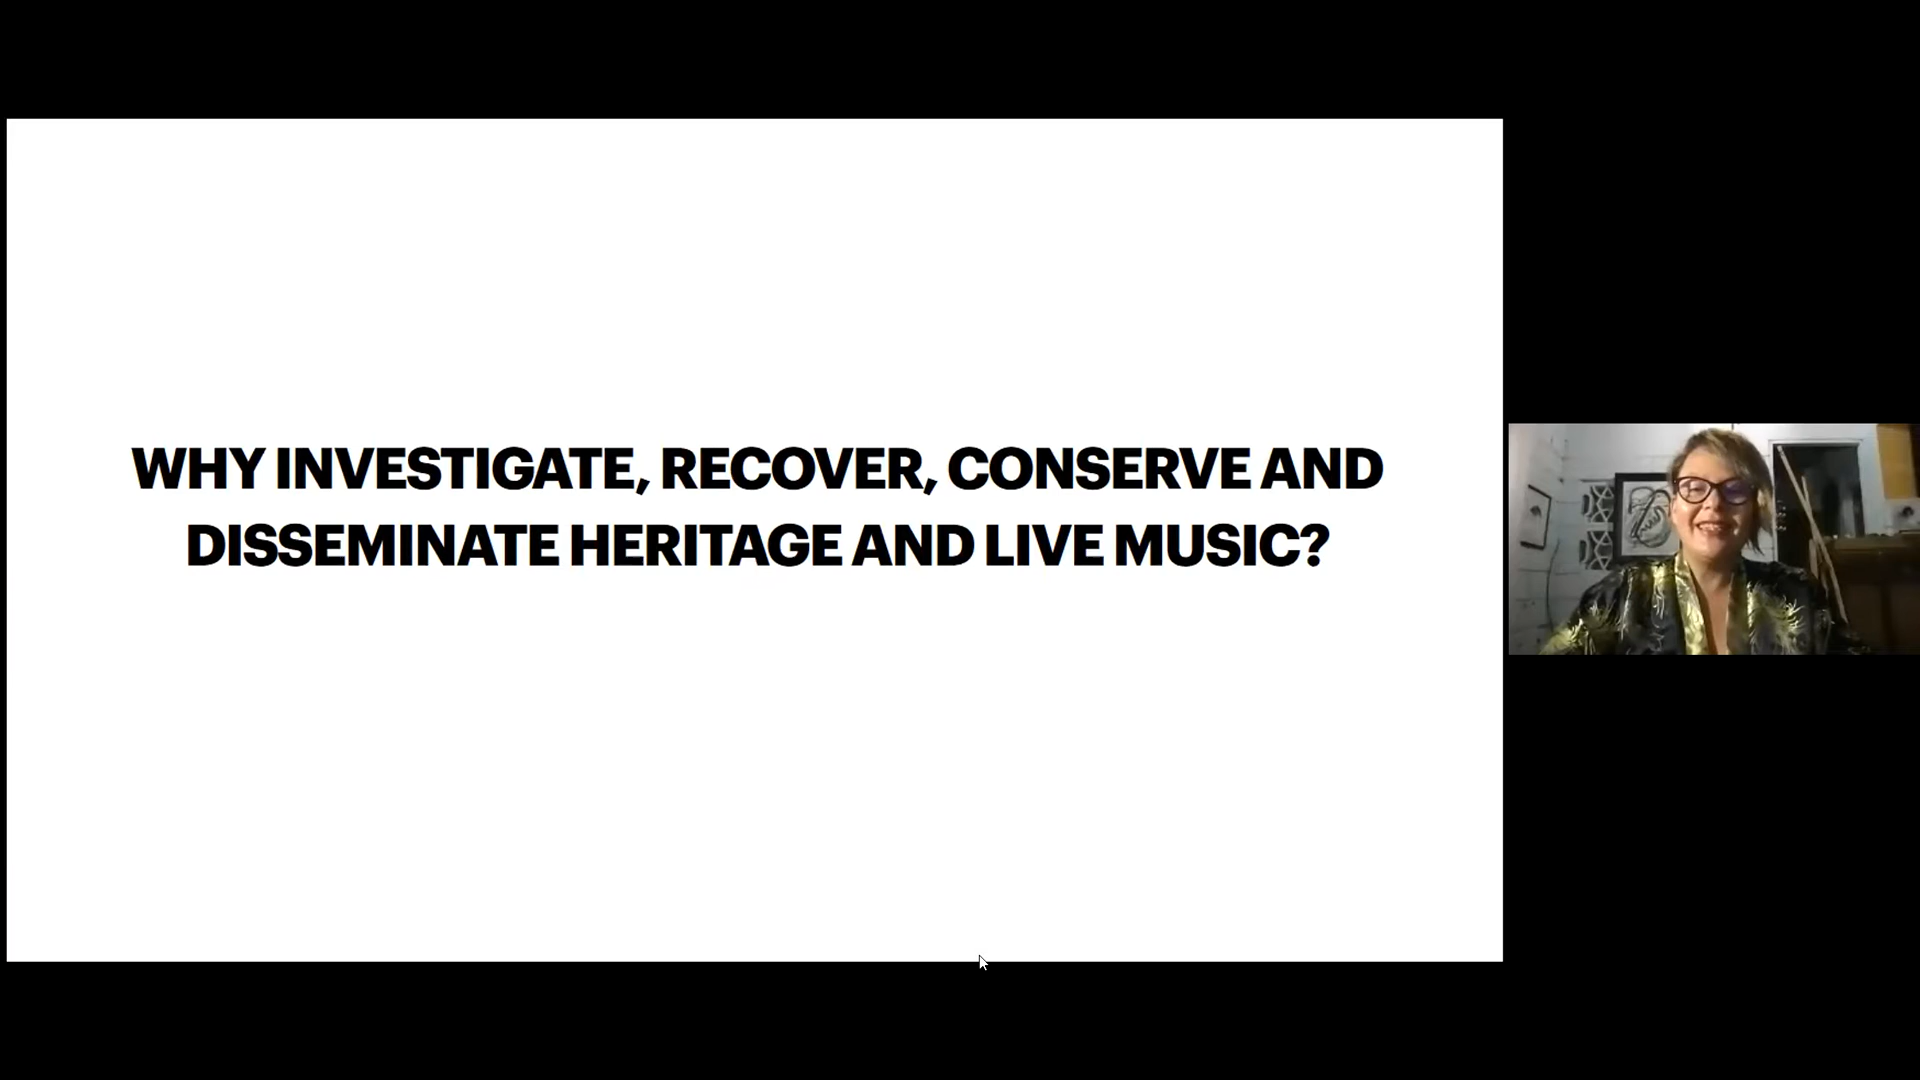 WHY INVESTIGATE, RECOVER, CONSERVE AND
DISSEMINATE HERITAGE AND LIVE MUSIC?